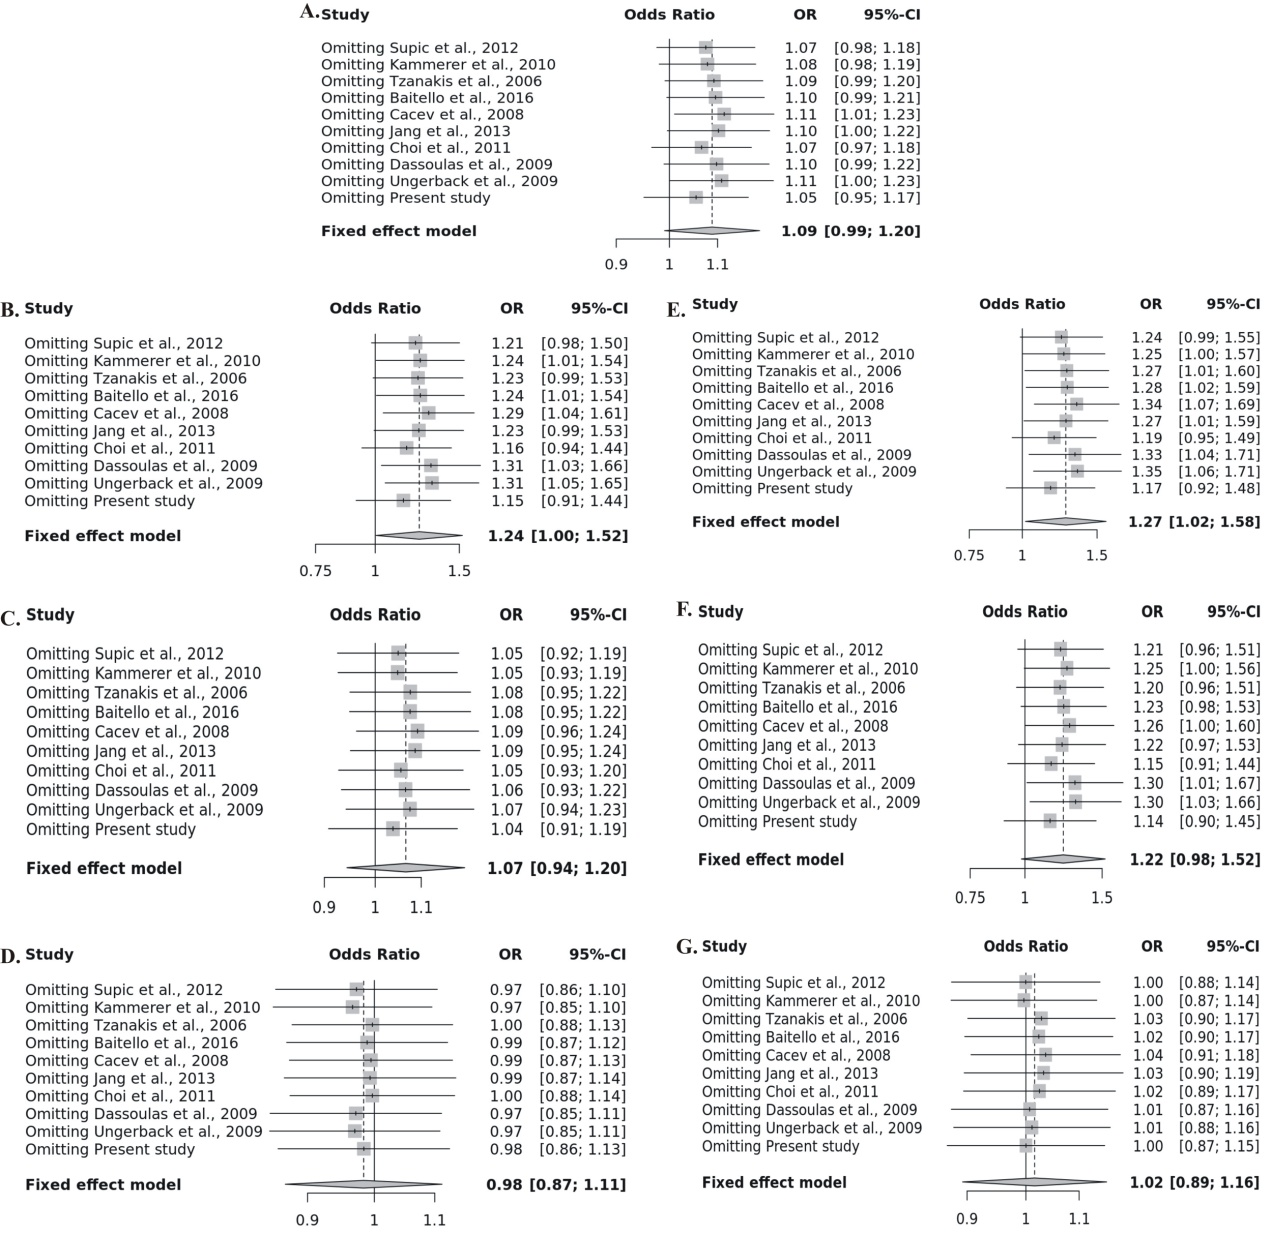 A. Study Odds Ratio OR 95%-CI
Omitting Supic et al., 2012 1.07 [0.98; 1.18]
Omitting Kammerer et al., 2010 1.08 [0.98; 1.19]
Omitting Tzanakis et al., 2006 1.09 [0.99; 1.20]
Omitting Baitello et al., 2016 1.10 [0.99; 1.21]
Omitting Cacev et al., 2008 1.11 [1.01; 1.23]
Omitting Jang et al., 2013 1.10 [1.00; 1.22]
Omitting Choi et al., 2011 1.07 [0.97; 1.18]
Omitting Dassoulas et al., 2009 1.10 [0.99; 1.22]
Omitting Ungerback et al., 2009 1.11 [1.00; 1.23]
Omitting Present study 1.05 [0.95; 1.17]
Fixed effect model 1.09 [0.99; 1.20]
0.9 1 1.1
B. Study Odds Ratio OR 95%-CI
Omitting Supic et al., 2012 1.21 [0.98; 1.50]
Omitting Kammerer et al., 2010 1.24 [1.01; 1.54]
Omitting Tzanakis et al., 2006 1.23 [0.99; 1.53]
Omitting Baitello et al., 2016 1.24 [1.01; 1.54]
Omitting Cacev et al., 2008 1.29 [1.04; 1.61]
Omitting Jang et al., 2013 1.23 [0.99; 1.53]
Omitting Choi et al., 2011 1.16 [0.94; 1.44]
Omitting Dassoulas et al., 2009 1.31 [1.03; 1.66]
Omitting Ungerback et al., 2009 1.31 [1.05; 1.65]
Omitting Present study 1.15 [0.91; 1.44]
Fixed effect model 1.24 [1.00; 1.52]
0.75 1 1.5
E. Study Odds Ratio OR 95%-CI
Omitting Supic et al., 2012 1.24 [0.99; 1.55]
Omitting Kammerer et al., 2010 1.25 [1.00; 1.57]
Omitting Tzanakis et al., 2006 1.27 [1.01; 1.60]
Omitting Baitello et al., 2016 1.28 [1.02; 1.59]
Omitting Cacev et al., 2008 1.34 [1.07; 1.69]
Omitting Jang et al., 2013 1.27 [1.01; 1.59]
Omitting Choi et al., 2011 1.19 [0.95; 1.49]
Omitting Dassoulas et al., 2009 1.33 [1.04; 1.71]
Omitting Ungerback et al., 2009 1.35 [1.06; 1.71]
Omitting Present study 1.17 [0.92; 1.48]
Fixed effect model 1.27 [1.02; 1.58]
0.75 1 1.5
C. Study Odds Ratio OR 95%-CI
Omitting Supic et al., 2012 1.05 [0.92; 1.19]
Omitting Kammerer et al., 2010 1.05 [0.93; 1.19]
Omitting Tzanakis et al., 2006 1.08 [0.95; 1.22]
Omitting Baitello et al., 2016 1.08 [0.95; 1.22]
Omitting Cacev et al., 2008 1.09 [0.96; 1.24]
Omitting Jang et al., 2013 1.09 [0.95; 1.24]
Omitting Choi et al., 2011 1.05 [0.93; 1.20]
Omitting Dassoulas et al., 2009 1.06 [0.93; 1.22]
Omitting Ungerback et al., 2009 1.07 [0.94; 1.23]
Omitting Present study 1.04 [0.91; 1.19]
Fixed effect model 1.07 [0.94; 1.20]
0.9 1 1.1
F. Study Odds Ratio OR 95%-CI
Omitting Supic et al., 2012 1.21 [0.96; 1.51]
Omitting Kammerer et al., 2010 1.25 [1.00; 1.56]
Omitting Tzanakis et al., 2006 1.20 [0.96; 1.51]
Omitting Baitello et al., 2016 1.23 [0.98; 1.53]
Omitting Cacev et al., 2008 1.26 [1.00; 1.60]
Omitting Jang et al., 2013 1.22 [0.97; 1.53]
Omitting Choi et al., 2011 1.15 [0.91; 1.44]
Omitting Dassoulas et al., 2009 1.30 [1.01; 1.67]
Omitting Ungerback et al., 2009 1.30 [1.03; 1.66]
Omitting Present study 1.14 [0.90; 1.45]
Fixed effect model 1.22 [0.98; 1.52]
0.75 1 1.5
D. Study Odds Ratio OR 95%-CI
Omitting Supic et al., 2012 0.97 [0.86; 1.10]
Omitting Kammerer et al., 2010 0.97 [0.85; 1.10]
Omitting Tzanakis et al., 2006 1.00 [0.88; 1.13]
Omitting Baitello et al., 2016 0.99 [0.87; 1.12]
Omitting Cacev et al., 2008 0.99 [0.87; 1.13]
Omitting Jang et al., 2013 0.99 [0.87; 1.14]
Omitting Choi et al., 2011 1.00 [0.88; 1.14]
Omitting Dassoulas et al., 2009 0.97 [0.85; 1.11]
Omitting Ungerback et al., 2009 0.97 [0.85; 1.11]
Omitting Present study 0.98 [0.86; 1.13]
Fixed effect model 0.98 [0.87; 1.11]
0.9 1 1.1
G. Study Odds Ratio OR 95%-CI
Omitting Supic et al., 2012 1.00 [0.88; 1.14]
Omitting Kammerer et al., 2010 1.00 [0.87; 1.14]
Omitting Tzanakis et al., 2006 1.03 [0.90; 1.17]
Omitting Baitello et al., 2016 1.02 [0.90; 1.17]
Omitting Cacev et al., 2008 1.04 [0.91; 1.18]
Omitting Jang et al., 2013 1.03 [0.90; 1.19]
Omitting Choi et al., 2011 1.02 [0.89; 1.17]
Omitting Dassoulas et al., 2009 1.01 [0.87; 1.16]
Omitting Ungerback et al., 2009 1.01 [0.88; 1.16]
Omitting Present study 1.00 [0.87; 1.15]
Fixed effect model 1.02 [0.89; 1.16]
0.9 1 1.1